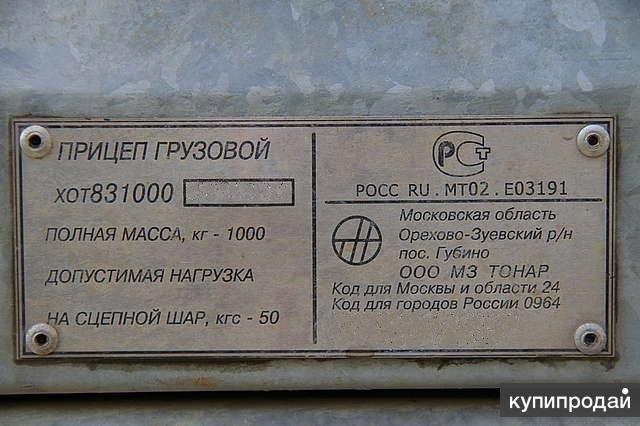 ПРИЦЕП ГРУЗОВОЙ
ХОТ831000
ПОЛНАЯ МАССА, кг - 1000
ДОПУСТИМАЯ НАГРУЗКА
НА СЦЕПНОЙ ШАР, кгс - 50
РСТ
РОСС RU . МТ02 . Е03191
Московская область
Орехово-Зуевский р/н
пос. Губино
ООО МЗ ТОНАР
Код для Москвы и области 24
Код для городов России 0964
купипродай